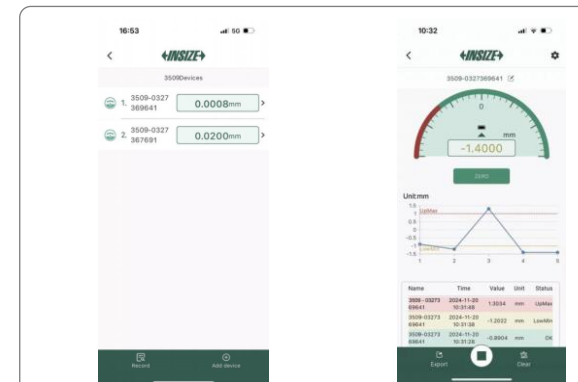 16:53
5G
INSIZE
3509Devices
1. 3509-0327
369641
0.0008mm
2. 3509-0327
367691
0.0200mm
Record
Add device
10:32
INSIZE
3509-0327369641
0
mm
-1.4000
ZERO
Unit:mm
1.5
UpMax
1
0.5
0
-0.5
-1
LowMin
-1.5
1 2 3 4 5
Name Time Value Unit Status
3509-03273
69641
2024-11-20
10:31:48
1.3034 mm UpMax
3509-03273
69641
2024-11-20
10:31:38
-1.2022 mm LowMin
3509-03273
69641
2024-11-20
10:31:28
-0.8904 mm OK
Export
Clear